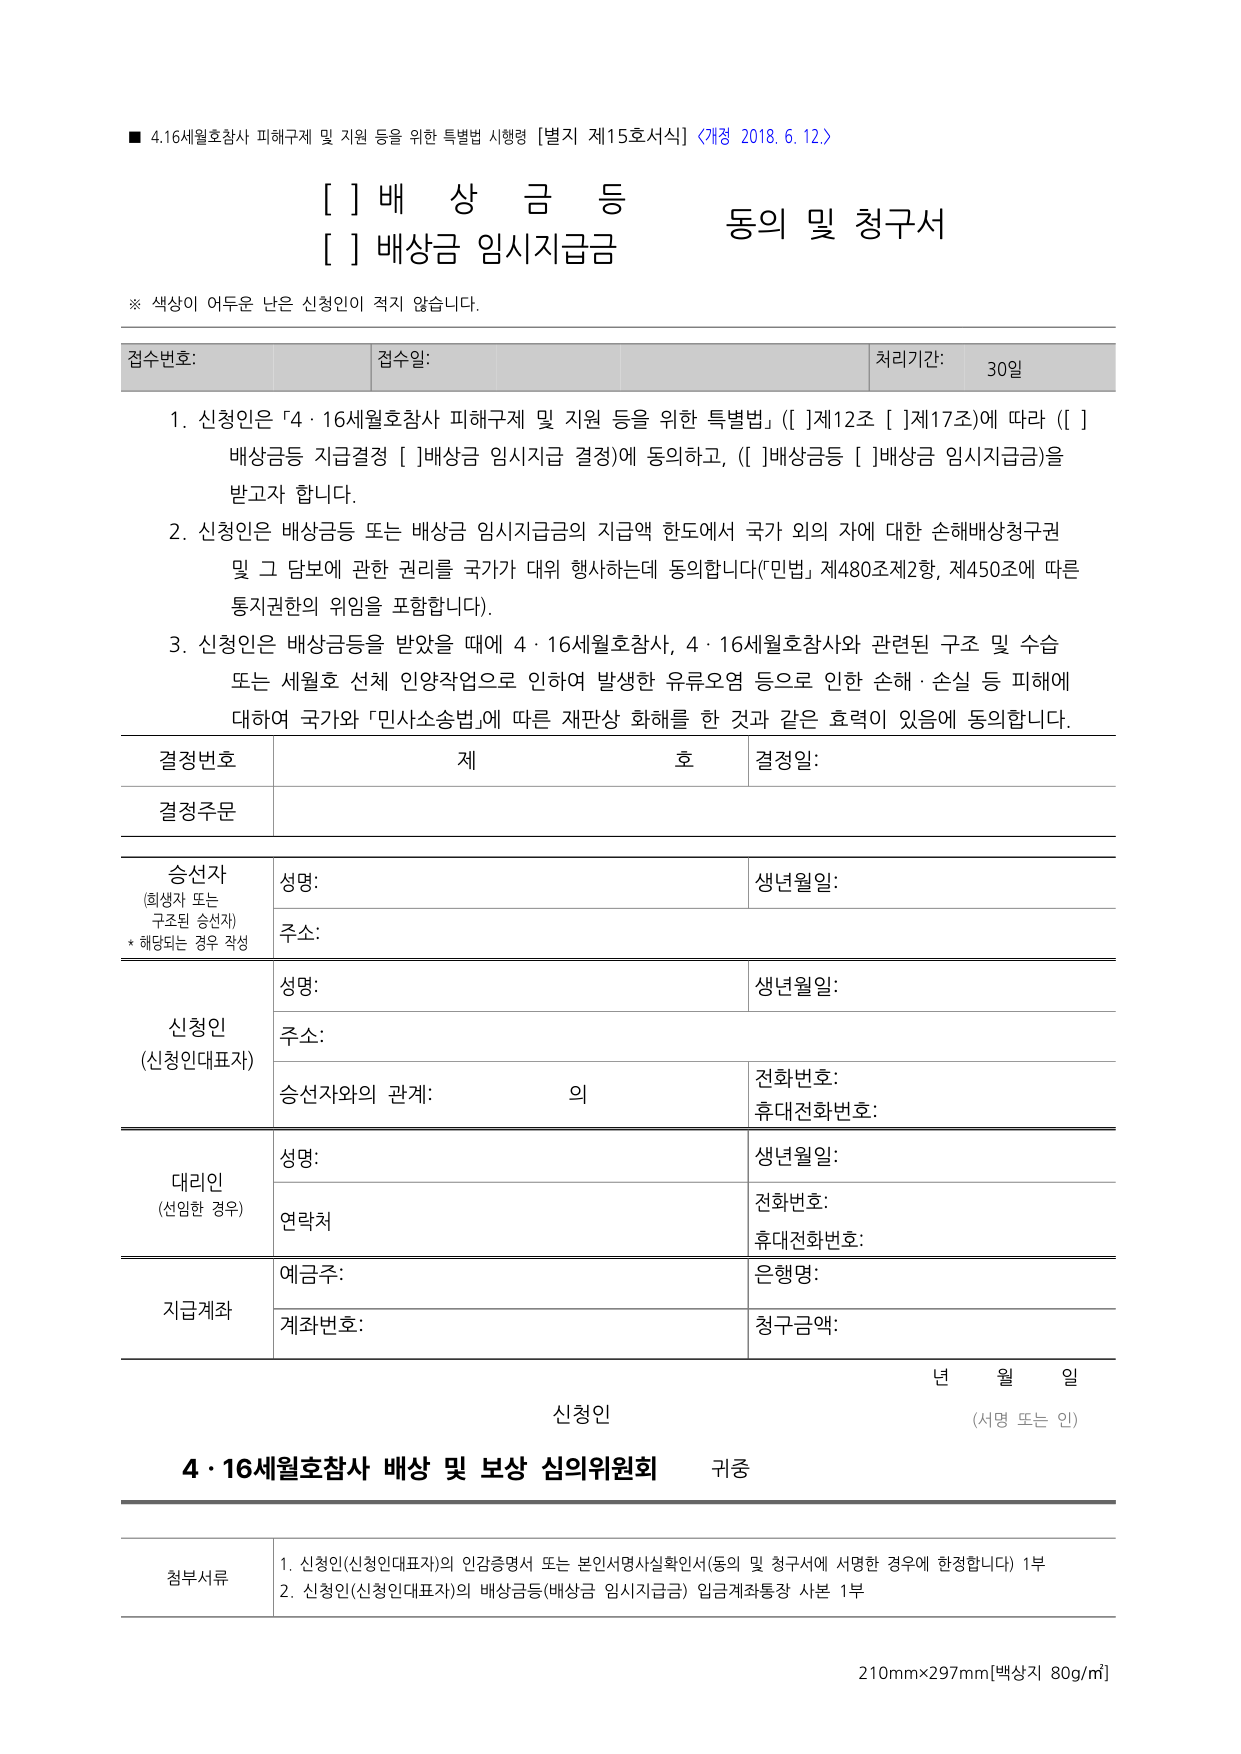 ■ 4.16세월호참사 피해구제 및 지원 등을 위한 특별법 시행령 [별지 제15호서식] 〈개정 2018. 6. 12.〉
[ ] 배 상 금 등
[ ] 배상금 임시지급금
동의 및 청구서
※ 색상이 어두운 난은 신청인이 적지 않습니다.
접수번호: 접수일: 처리기간: 30일
1. 신청인은 「4ㆍ16세월호참사 피해구제 및 지원 등을 위한 특별법」 ([ ]제12조 [ ]제17조)에 따라 ([ ]
배상금등 지급결정 [ ]배상금 임시지급 결정)에 동의하고, ([ ]배상금등 [ ]배상금 임시지급금)을
받고자 합니다.
2. 신청인은 배상금등 또는 배상금 임시지급금의 지급액 한도에서 국가 외의 자에 대한 손해배상청구권
및 그 담보에 관한 권리를 국가가 대위 행사하는데 동의합니다(「민법」 제480조제2항, 제450조에 따른
통지권한의 위임을 포함합니다).
3. 신청인은 배상금등을 받았을 때에 4ㆍ16세월호참사, 4ㆍ16세월호참사와 관련된 구조 및 수습
또는 세월호 선체 인양작업으로 인하여 발생한 유류오염 등으로 인한 손해ㆍ손실 등 피해에
대하여 국가와 「민사소송법」에 따른 재판상 화해를 한 것과 같은 효력이 있음에 동의합니다.
결정번호 제 호 결정일:
결정주문
승선자
(희생자 또는
구조된 승선자)
* 해당되는 경우 작성
성명: 생년월일:
주소:
신청인
(신청인대표자)
성명: 생년월일:
주소:
승선자와의 관계: 의
전화번호:
휴대전화번호:
대리인
(선임한 경우)
성명: 생년월일:
연락처
전화번호:
휴대전화번호:
지급계좌
예금주: 은행명:
계좌번호: 청구금액:
년 월 일
신청인 (서명 또는 인)
4ㆍ16세월호참사 배상 및 보상 심의위원회 귀중
첨부서류
1. 신청인(신청인대표자)의 인감증명서 또는 본인서명사실확인서(동의 및 청구서에 서명한 경우에 한정합니다) 1부
2. 신청인(신청인대표자)의 배상금등(배상금 임시지급금) 입금계좌통장 사본 1부
210mm×297mm[백상지 80g/㎡]